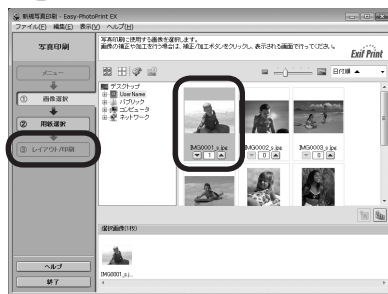 新規写真印刷 - Easy-PhotoPrint EX
ファイル(F) 編集(E) 表示(V) ヘルプ(H)
写真印刷
写真印刷に使用する画像を選択します。
画像の補正や加工を行う場合は、補正/加工ボタンをクリックし、表示される画面で行ってください。
Exif Print
メニュー
① 画像選択
② 用紙選択
③ レイアウト/印刷
日付順
デスクトップ
User Name
パブリック
コンピュータ
ネットワーク
IMG0001_s.jpg
IMG0002_s.jpg
IMG0003_s.jpg
1
0
0
選択画像(1枚)
IMG0001_s.j...
ヘルプ
終了